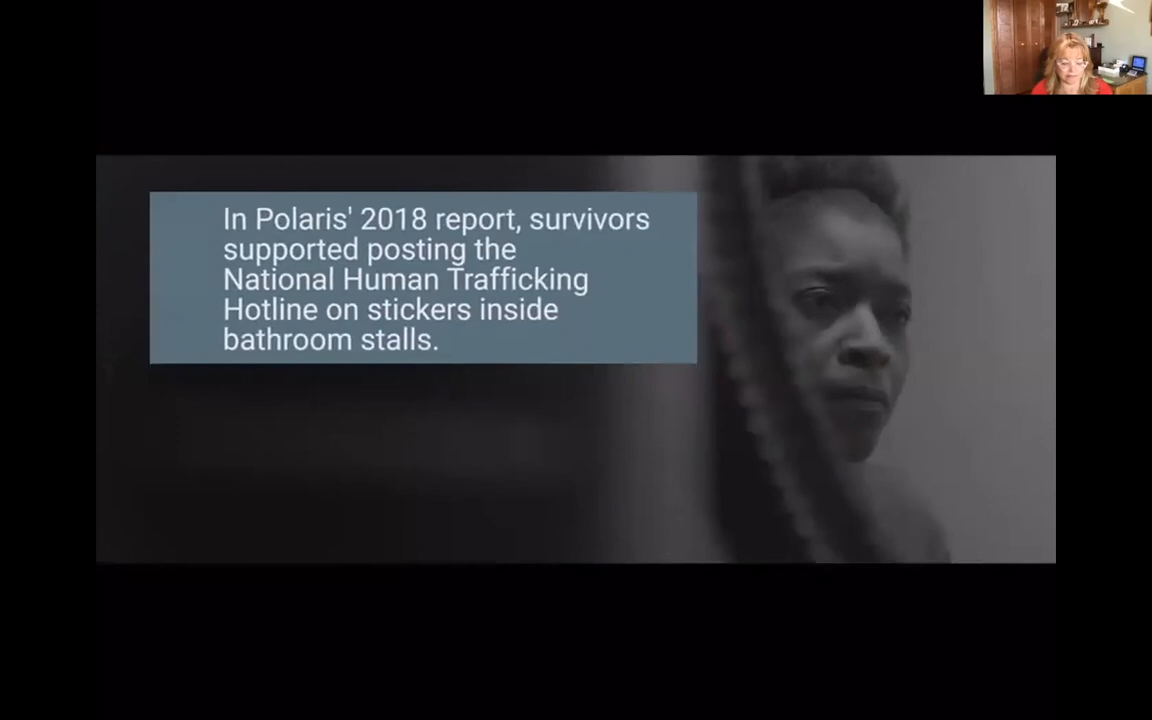 In Polaris' 2018 report, survivors
supported posting the
National Human Trafficking
Hotline on stickers inside
bathroom stalls.